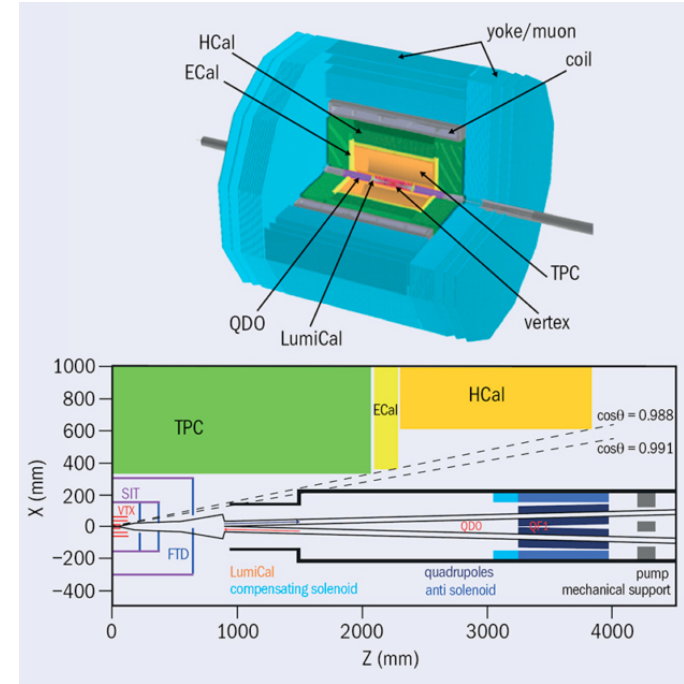 yoke/muon
HCal
coil
ECal
TPC
QDO
vertex
LumiCal
1000
800
600
400
200
0
−200
−400
X (mm)
TPC
ECal
HCal
cosθ = 0.988
cosθ = 0.991
SIT
VTX
FTD
QDO
QF1
LumiCal
quadrupoles
pump
compensating solenoid
anti solenoid
mechanical support
0
1000
2000
3000
4000
Z (mm)